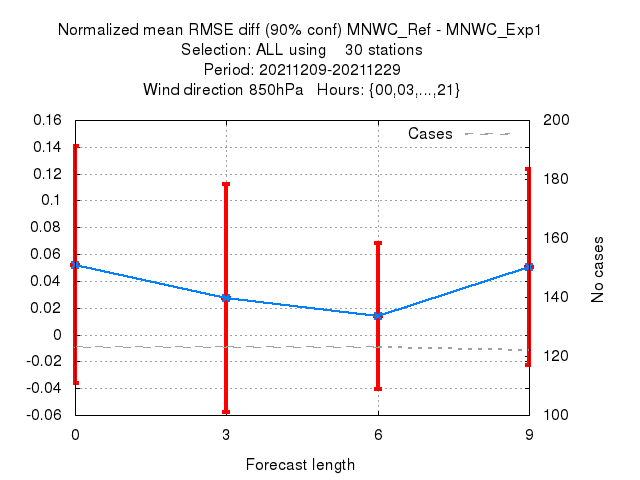 Normalized mean RMSE diff (90% conf) MNWC_Ref - MNWC_Exp1
Selection: ALL using    30 stations
Period: 20211209-20211229
Wind direction 850hPa   Hours: {00,03,...,21}
Cases
0.16
0.14
0.12
0.1
0.08
0.06
0.04
0.02
0
-0.02
-0.04
-0.06
200
180
160
140
120
100
No cases
0 3 6 9
Forecast length